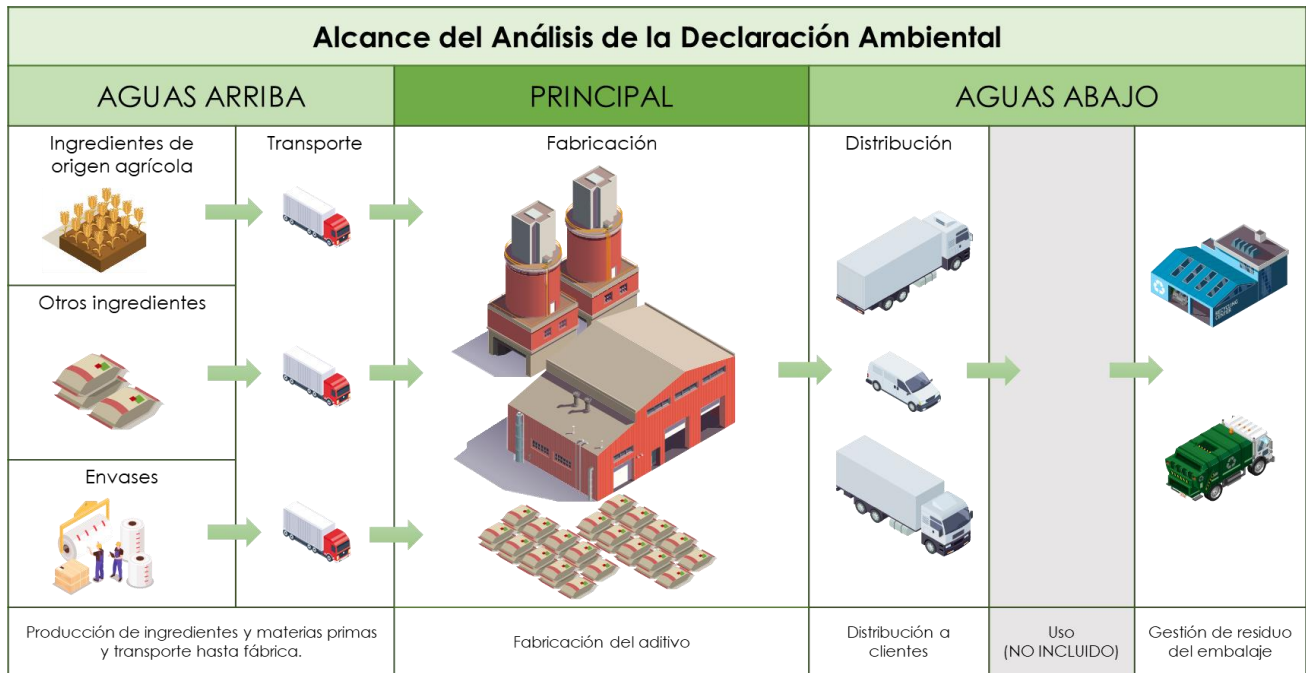 Alcance del Análisis de la Declaración Ambiental
AGUAS ARRIBA
PRINCIPAL
AGUAS ABAJO
Ingredientes de
origen agrícola
Transporte
Fabricación
Distribución
Otros ingredientes
RECYCLING
CENTER
Envases
Producción de ingredientes y materias primas
y transporte hasta fábrica.
Fabricación del aditivo
Distribución a
clientes
Uso
(NO INCLUIDO)
Gestión de residuo
del embalaje